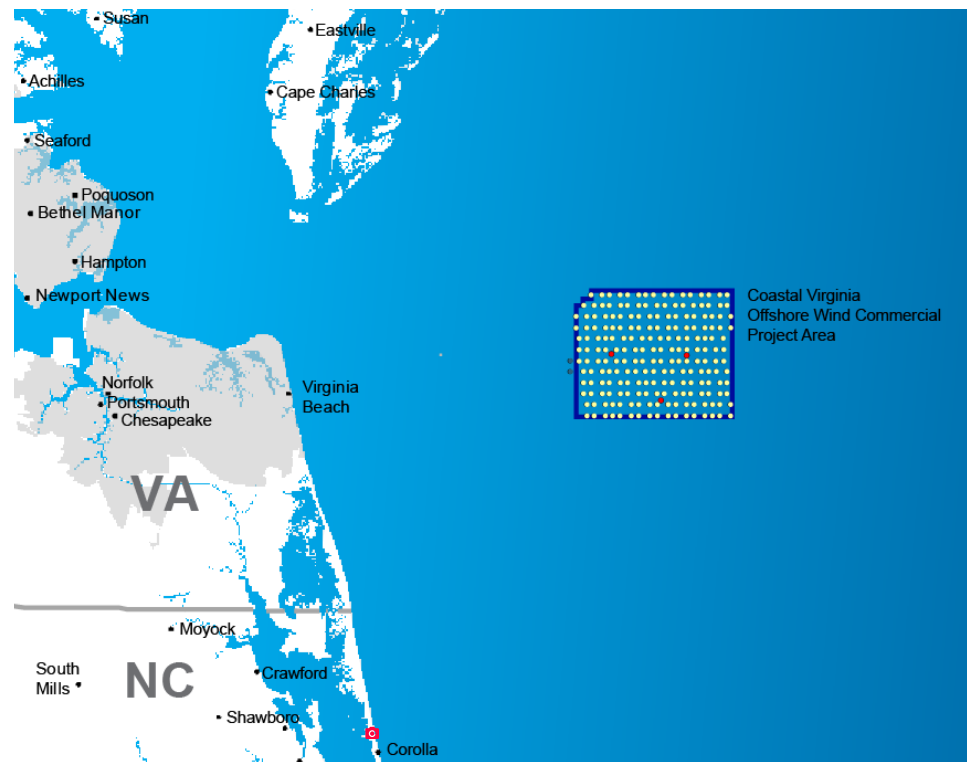 Susan
Eastville
Achilles
Cape Charles
Seaford
Poquoson
Bethel Manor
Hampton
Newport News
Coastal Virginia
Offshore Wind Commercial
Project Area
Norfolk
Portsmouth
Chesapeake
Virginia
Beach
VA
Moyock
South
Mills
NC
Crawford
Shawboro
Corolla